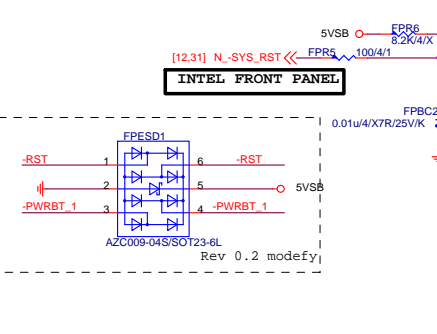 5VSB
FPR6
8.2K/4/X
[12,31] N_-SYS_RST
FPR5
100/4/1
INTEL FRONT PANEL
FPBC2
0.01u/4/X7R/25V/K
FPESD1
-RST 1 6 -RST
2 5 5VSB
-PWRBT_1 3 4 -PWRBT_1
AZC009-04S/SOT23-6L
Rev 0.2 modefy